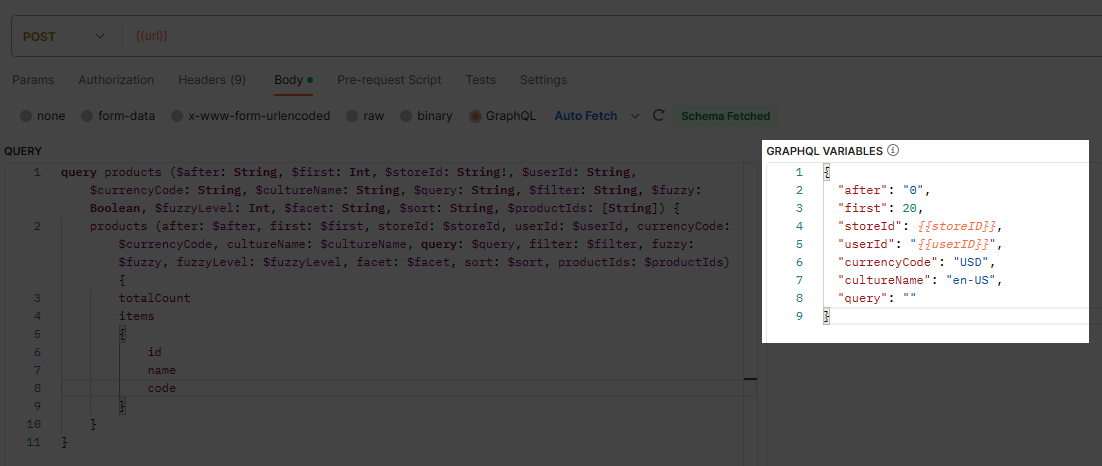 POST {{url}}
Params Authorization Headers (9) Body Pre-request Script Tests Settings
none form-data x-www-form-urlencoded raw binary GraphQL Auto Fetch Schema Fetched
QUERY
1 query products ($after: String, $first: Int, $storeId: String!, $userId: String,
$currencyCode: String, $cultureName: String, $query: String, $filter: String, $fuzzy:
Boolean, $fuzzyLevel: Int, $facet: String, $sort: String, $productIds: [String]) {
2 products (after: $after, first: $first, storeId: $storeId, userId: $userId, currencyCode:
$currencyCode, cultureName: $cultureName, query: $query, filter: $filter, fuzzy:
$fuzzy, fuzzyLevel: $fuzzyLevel, facet: $facet, sort: $sort, productIds: $productIds)
{
3 totalCount
4 items
5 {
6 id
7 name
8 code
9 }
10 }
11 }
GRAPHQL VARIABLES
1 {
2 "after": "0",
3 "first": 20,
4 "storeId": {{storeID}},
5 "userId": "{{userID}}",
6 "currencyCode": "USD",
7 "cultureName": "en-US",
8 "query": ""
9 }